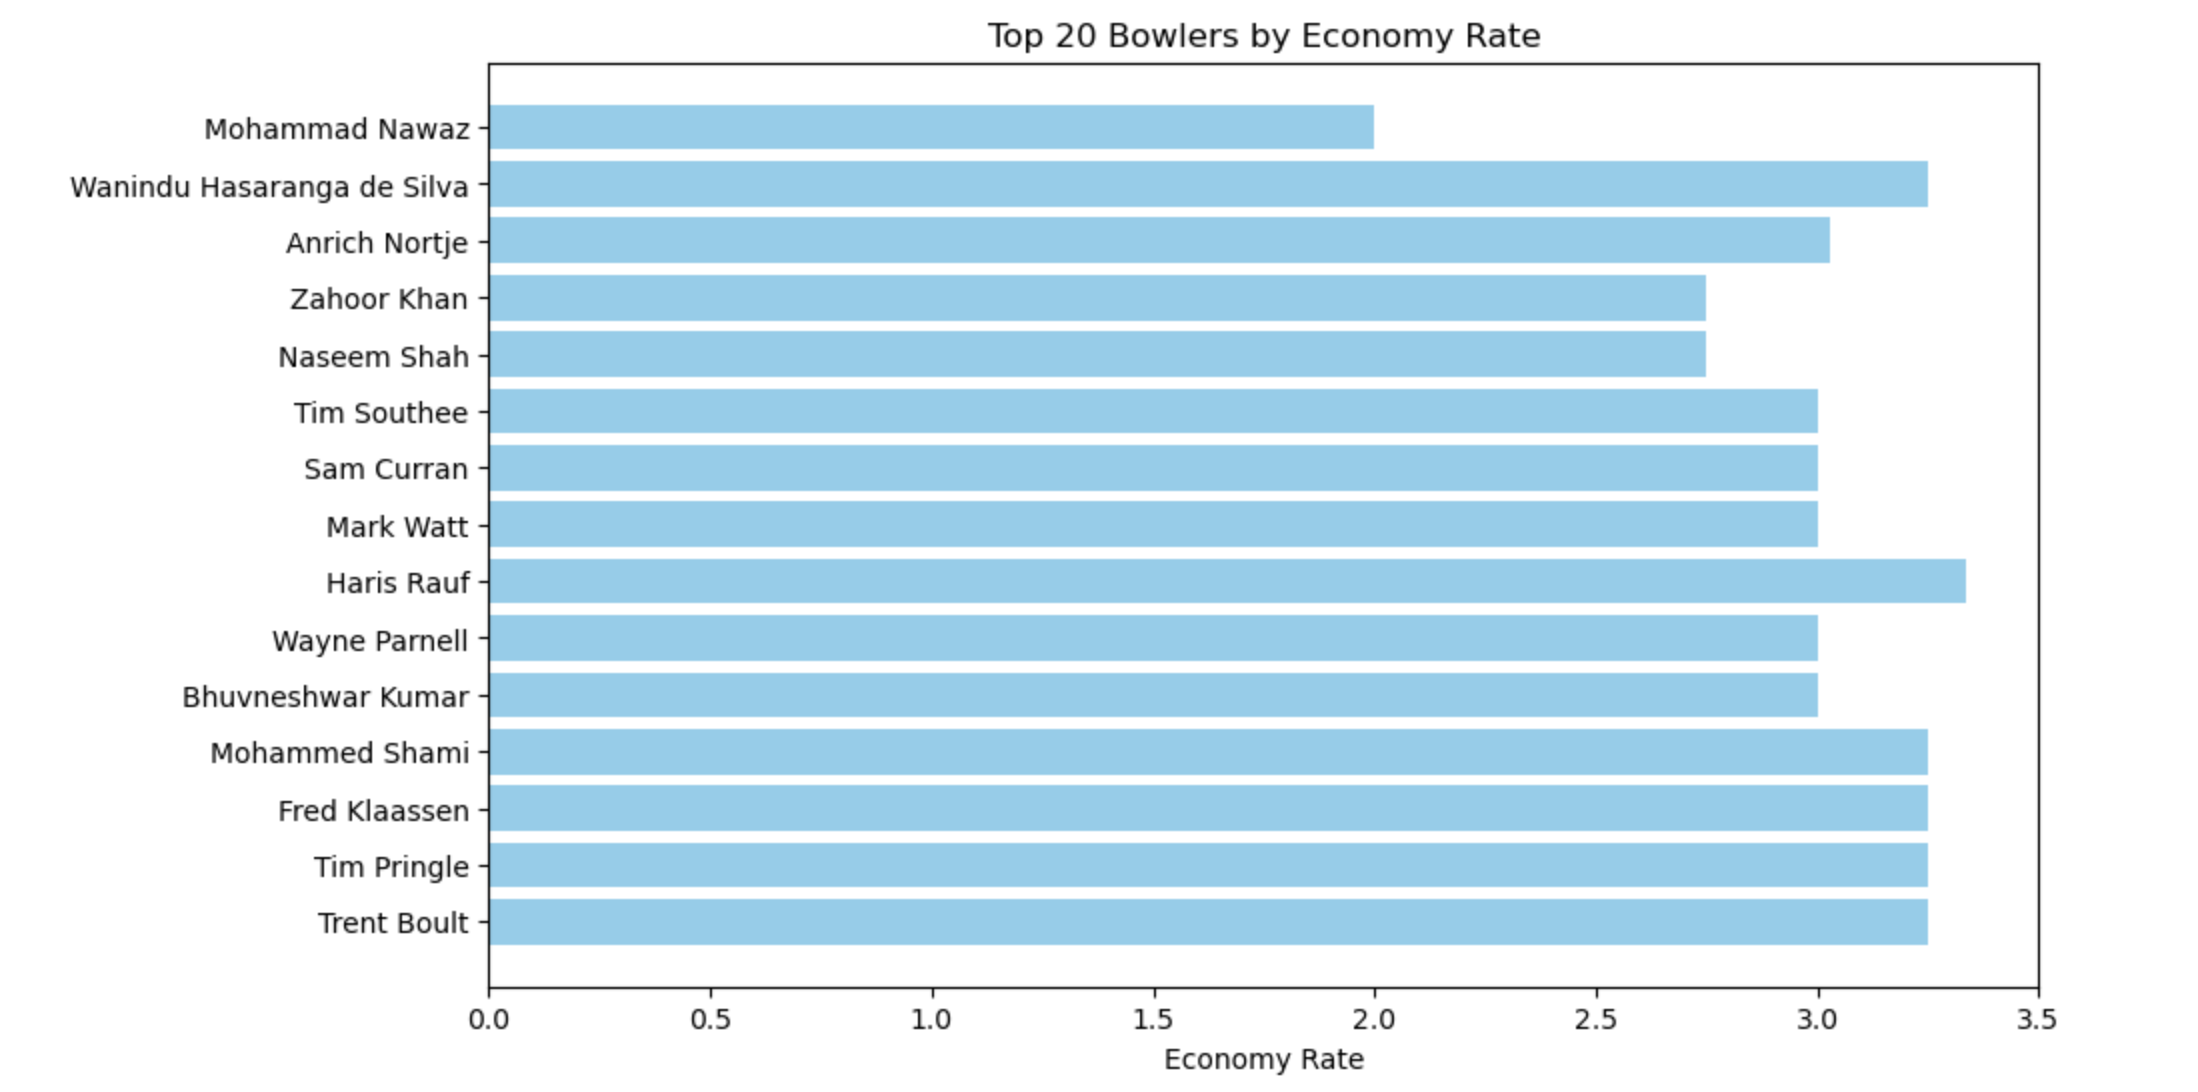 Top 20 Bowlers by Economy Rate
Mohammad Nawaz
Wanindu Hasaranga de Silva
Anrich Nortje
Zahoor Khan
Naseem Shah
Tim Southee
Sam Curran
Mark Watt
Haris Rauf
Wayne Parnell
Bhuvneshwar Kumar
Mohammed Shami
Fred Klaassen
Tim Pringle
Trent Boult
0.0 0.5 1.0 1.5 2.0 2.5 3.0 3.5
Economy Rate